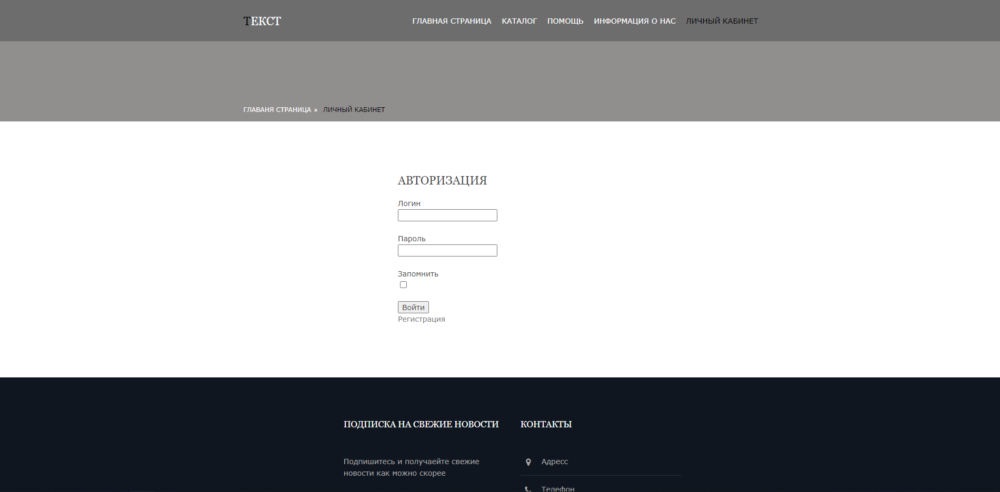 ТЕКСТ
ГЛАВНАЯ СТРАНИЦА КАТАЛОГ ПОМОЩЬ ИНФОРМАЦИЯ О НАС ЛИЧНЫЙ КАБИНЕТ
ГЛАВАНЯ СТРАНИЦА » ЛИЧНЫЙ КАБИНЕТ
АВТОРИЗАЦИЯ
Логин
Пароль
Запомнить
Войти
Регистрация
ПОДПИСКА НА СВЕЖИЕ НОВОСТИ
Подпишитесь и получаейте свежие
новости как можно скорее
КОНТАКТЫ
Адресс
Телефон